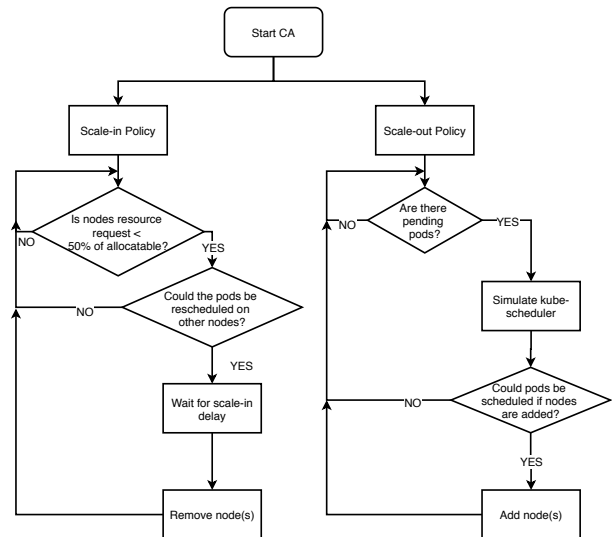 Start CA
Scale-in Policy
Scale-out Policy
Is nodes resource
request <
50% of allocatable?
NO
YES
Could the pods be
rescheduled on
other nodes?
NO
YES
Wait for scale-in
delay
Remove node(s)
Are there
pending
pods?
NO
YES
Simulate kube-
scheduler
Could pods be
scheduled if nodes
are added?
NO
YES
Add node(s)